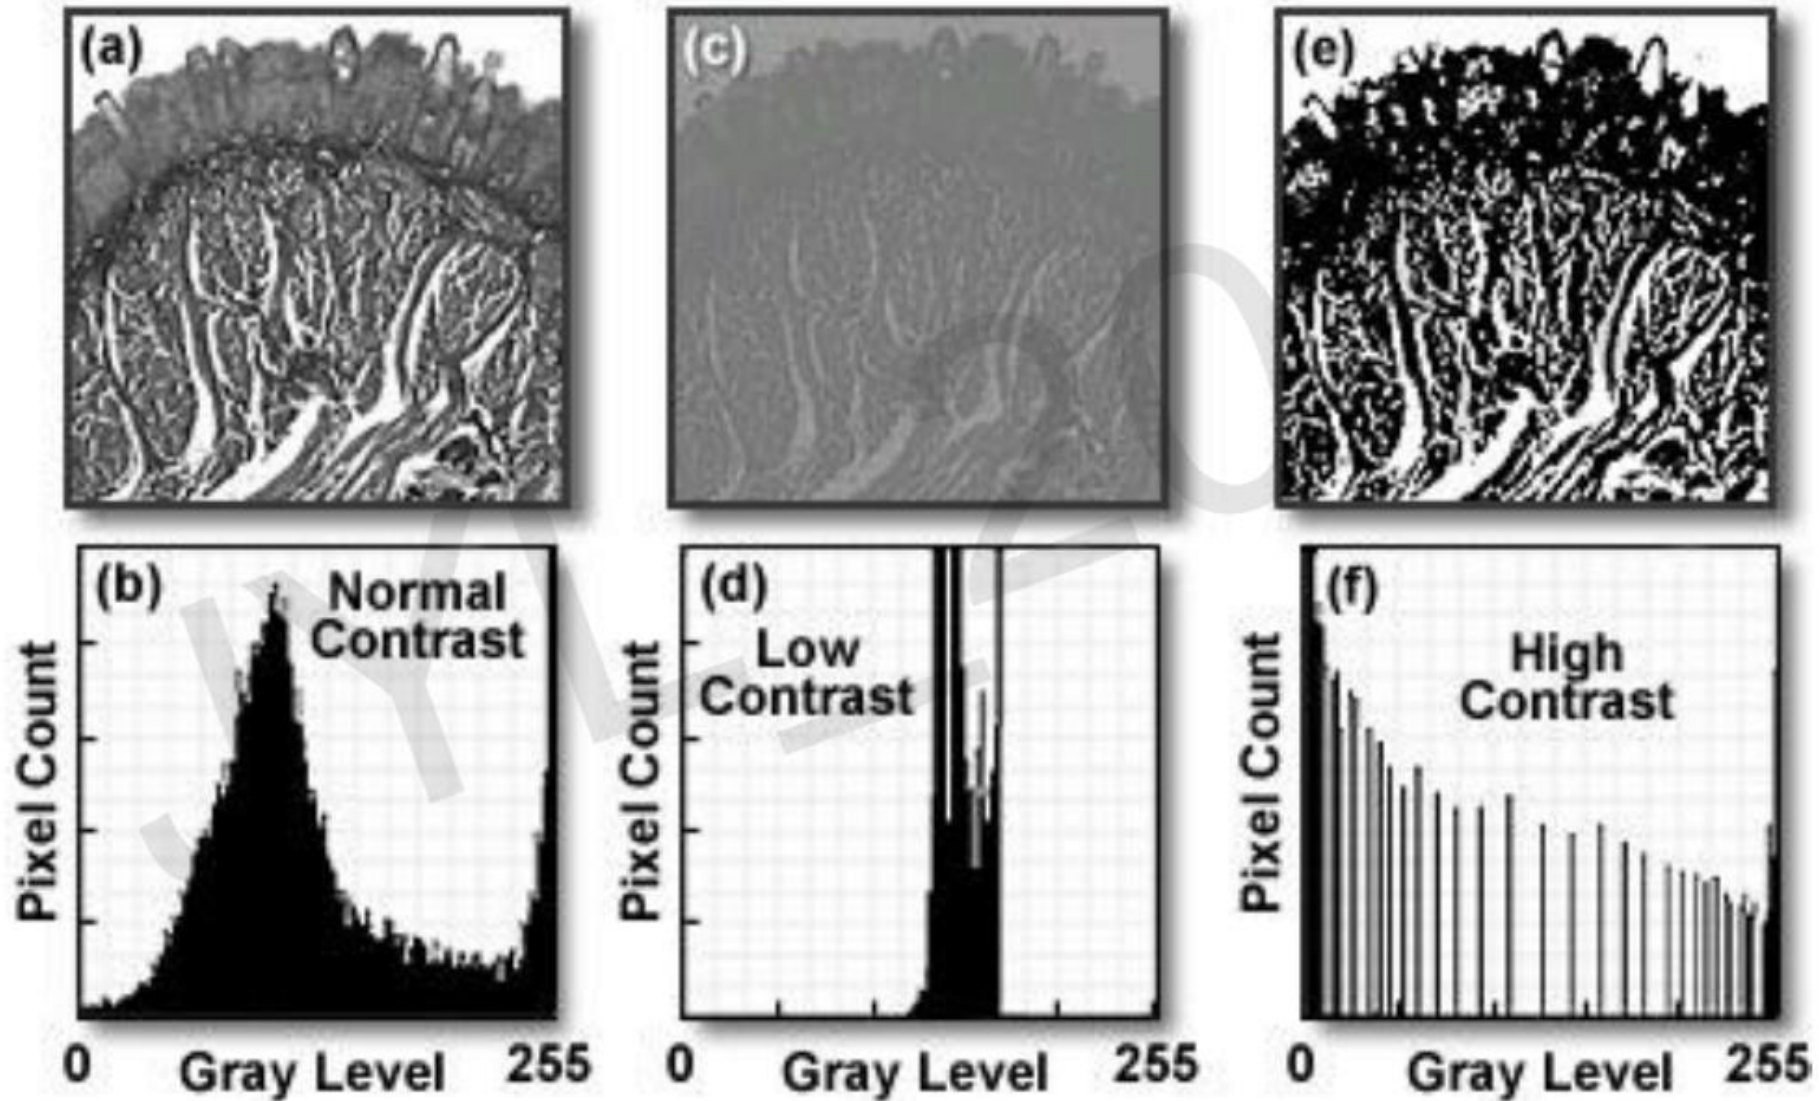 (a)
(c)
(e)
(b)
Normal
Contrast
Pixel Count
0
Gray Level
255
(d)
Low
Contrast
Pixel Count
0
Gray Level
255
(f)
High
Contrast
Pixel Count
0
Gray Level
255